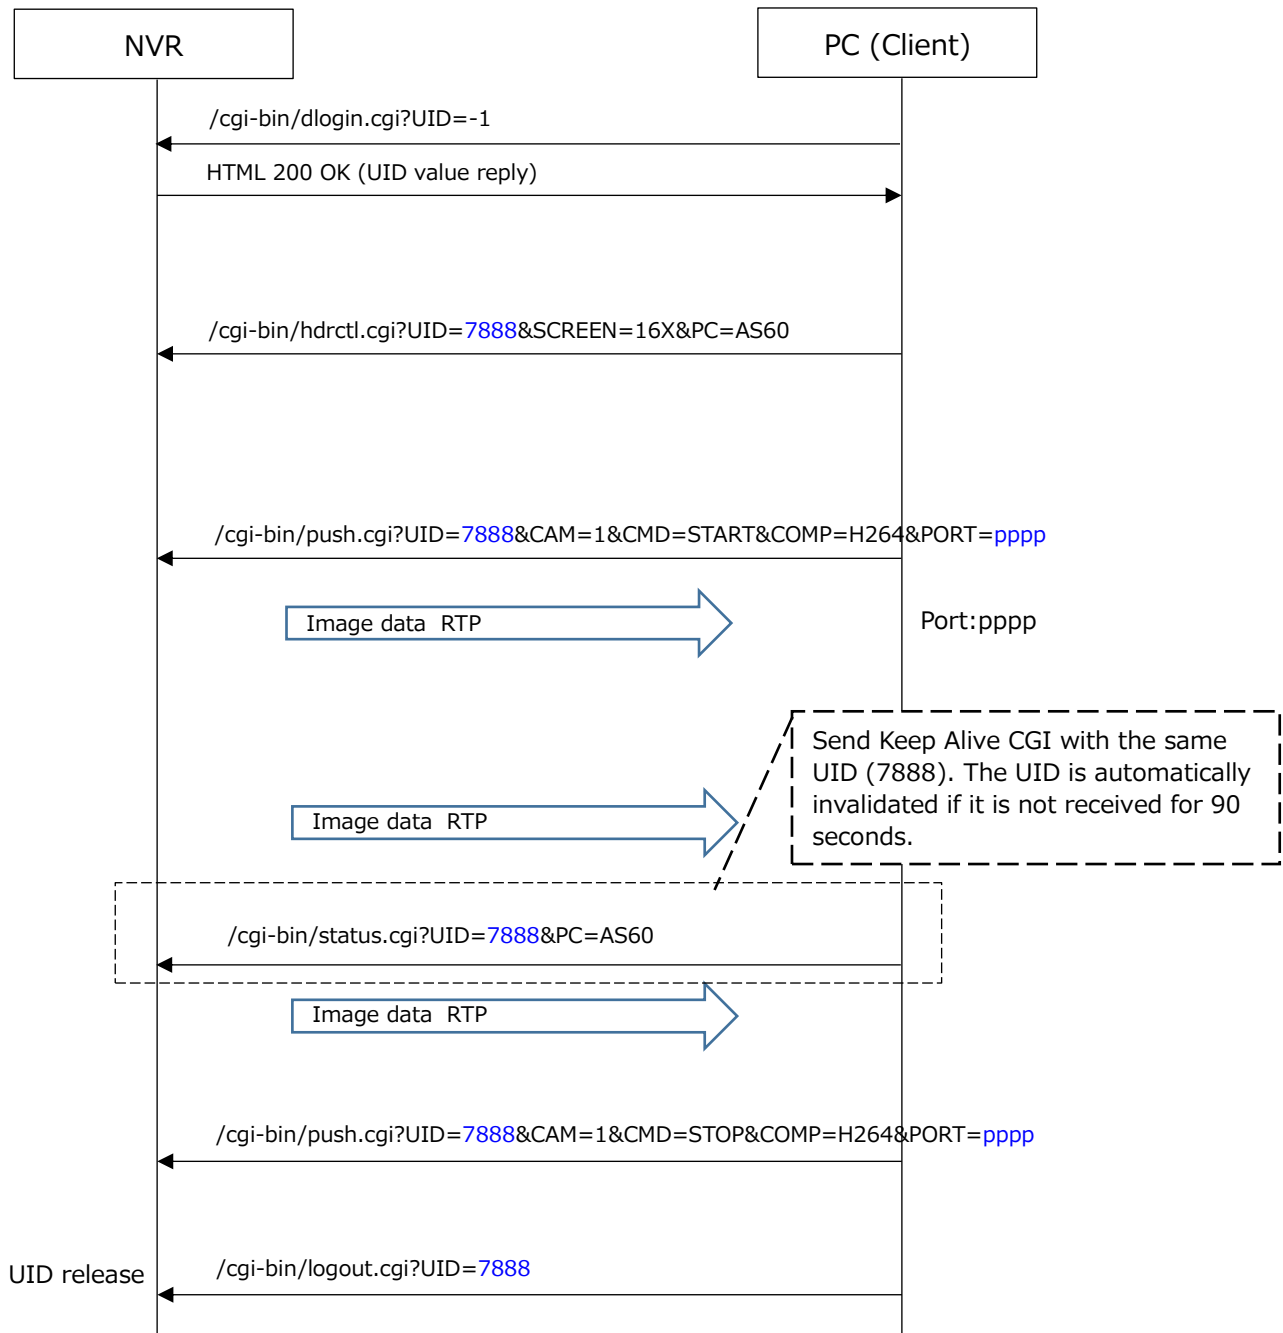 NVR
PC (Client)
/cgi-bin/dlogin.cgi?UID=-1
HTML 200 OK (UID value reply)
/cgi-bin/hdrctl.cgi?UID=7888&SCREEN=16X&PC=AS60
/cgi-bin/push.cgi?UID=7888&CAM=1&CMD=START&COMP=H264&PORT=pppp
Image data  RTP
Port:pppp
Send Keep Alive CGI with the same
UID (7888). The UID is automatically
invalidated if it is not received for 90
seconds.
Image data  RTP
/cgi-bin/status.cgi?UID=7888&PC=AS60
Image data  RTP
/cgi-bin/push.cgi?UID=7888&CAM=1&CMD=STOP&COMP=H264&PORT=pppp
UID release
/cgi-bin/logout.cgi?UID=7888